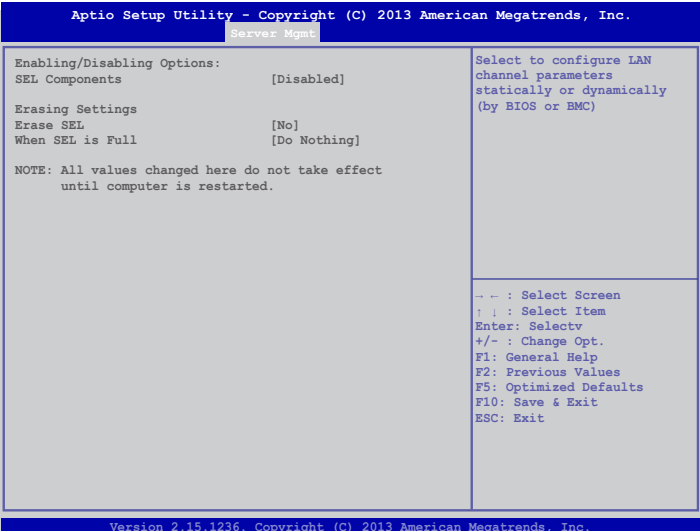 Aptio Setup Utility - Copyright (C) 2013 American Megatrends, Inc.
Server Mgmt
Enabling/Disabling Options:
SEL Components [Disabled]
Erasing Settings
Erase SEL [No]
When SEL is Full [Do Nothing]
NOTE: All values changed here do not take effect
until computer is restarted.
Select to configure LAN
channel parameters
statically or dynamically
(by BIOS or BMC)
→ ← : Select Screen
↑ ↓ : Select Item
Enter: Selectv
+/- : Change Opt.
F1: General Help
F2: Previous Values
F5: Optimized Defaults
F10: Save & Exit
ESC: Exit
Version 2.15.1236. Copyright (C) 2013 American Megatrends, Inc.